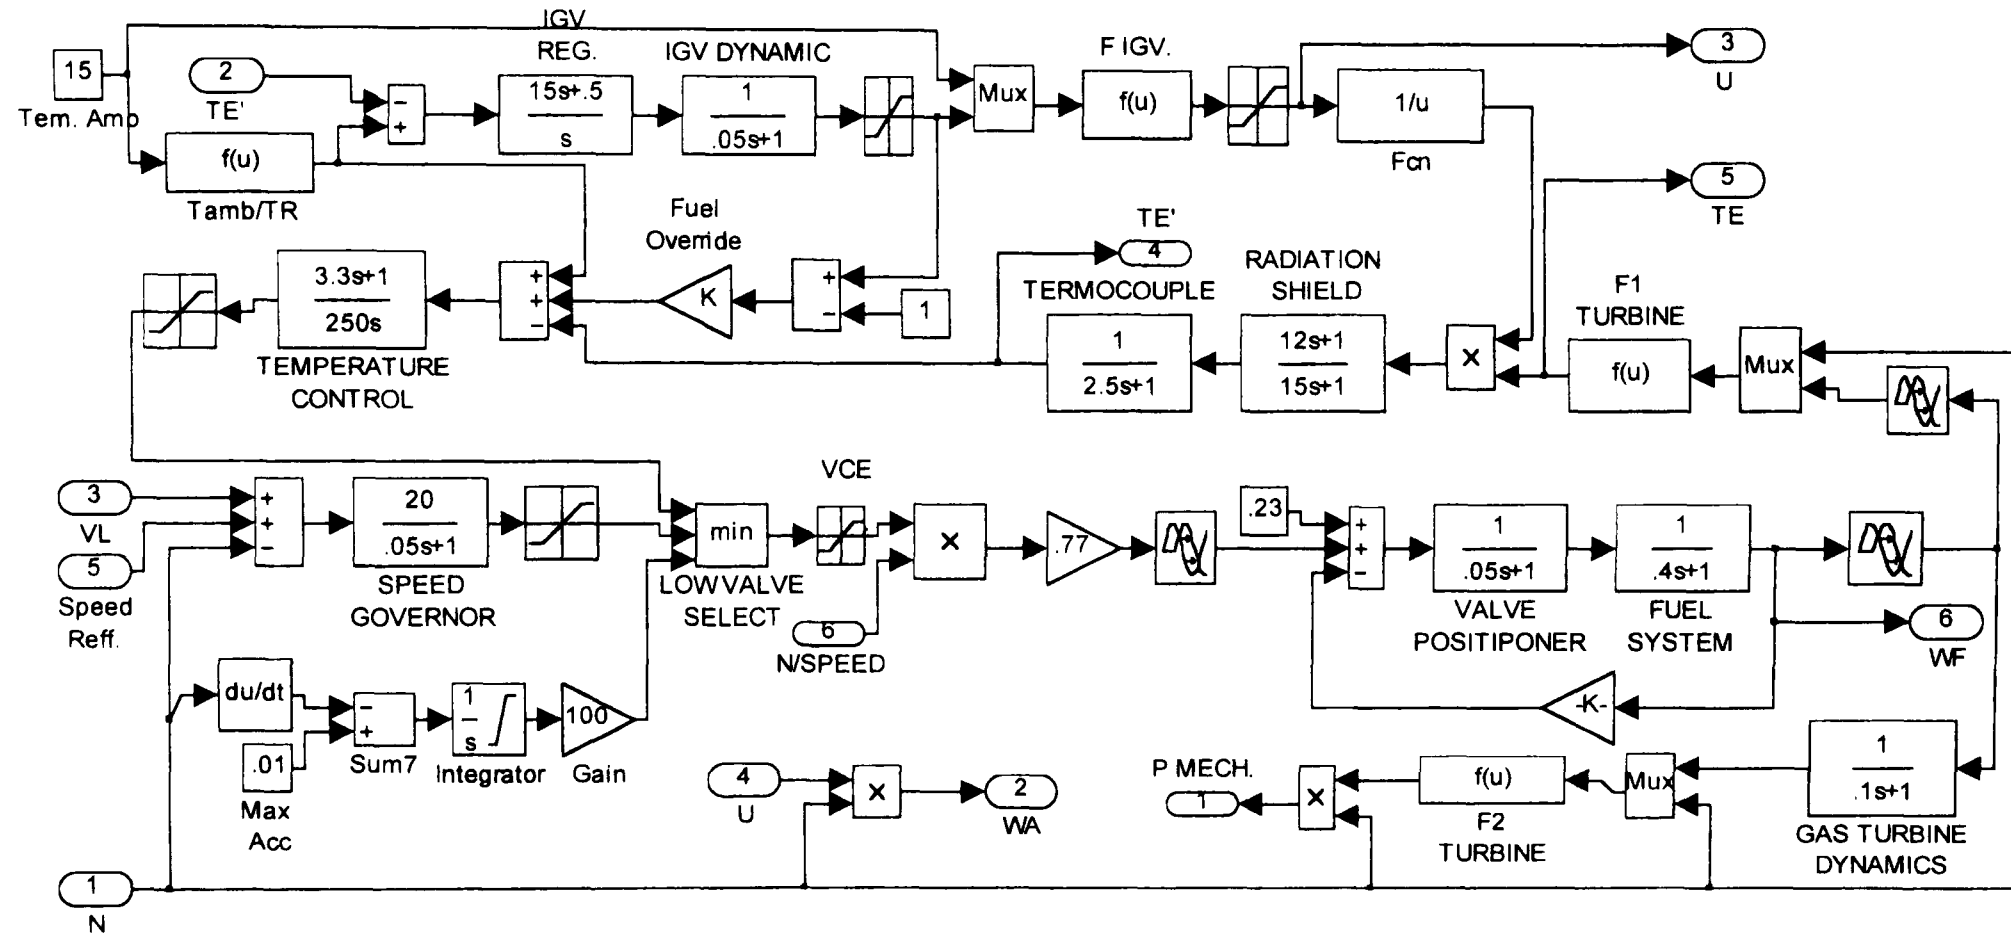 IGV
REG.
IGV DYNAMIC
F IGV.
3
U
15
Tem. Amb
2
TE'
−
+
15s+.5
s
1
.05s+1
Mux
f(u)
1/u
Fcn
f(u)
Tamb/TR
5
TE
Fuel
Override
TE'
4
TERMOCOUPLE
RADIATION
SHIELD
F1
TURBINE
3.3s+1
250s
TEMPERATURE
CONTROL
+
+
−
K
+
−
1
1
2.5s+1
12s+1
15s+1
×
f(u)
Mux
3
VL
5
Speed
Reff.
+
+
−
20
.05s+1
SPEED
GOVERNOR
min
LOW VALVE
SELECT
VCE
×
6
N/SPEED
.77
.23
+
+
−
1
.05s+1
VALVE
POSITIPONER
1
.4s+1
FUEL
SYSTEM
6
WF
-K-
du/dt
.01
Max
Acc
−
+
Sum7
1
s
Integrator
100
Gain
4
U
×
2
WA
P MECH.
1
×
f(u)
F2
TURBINE
Mux
1
.1s+1
GAS TURBINE
DYNAMICS
1
N